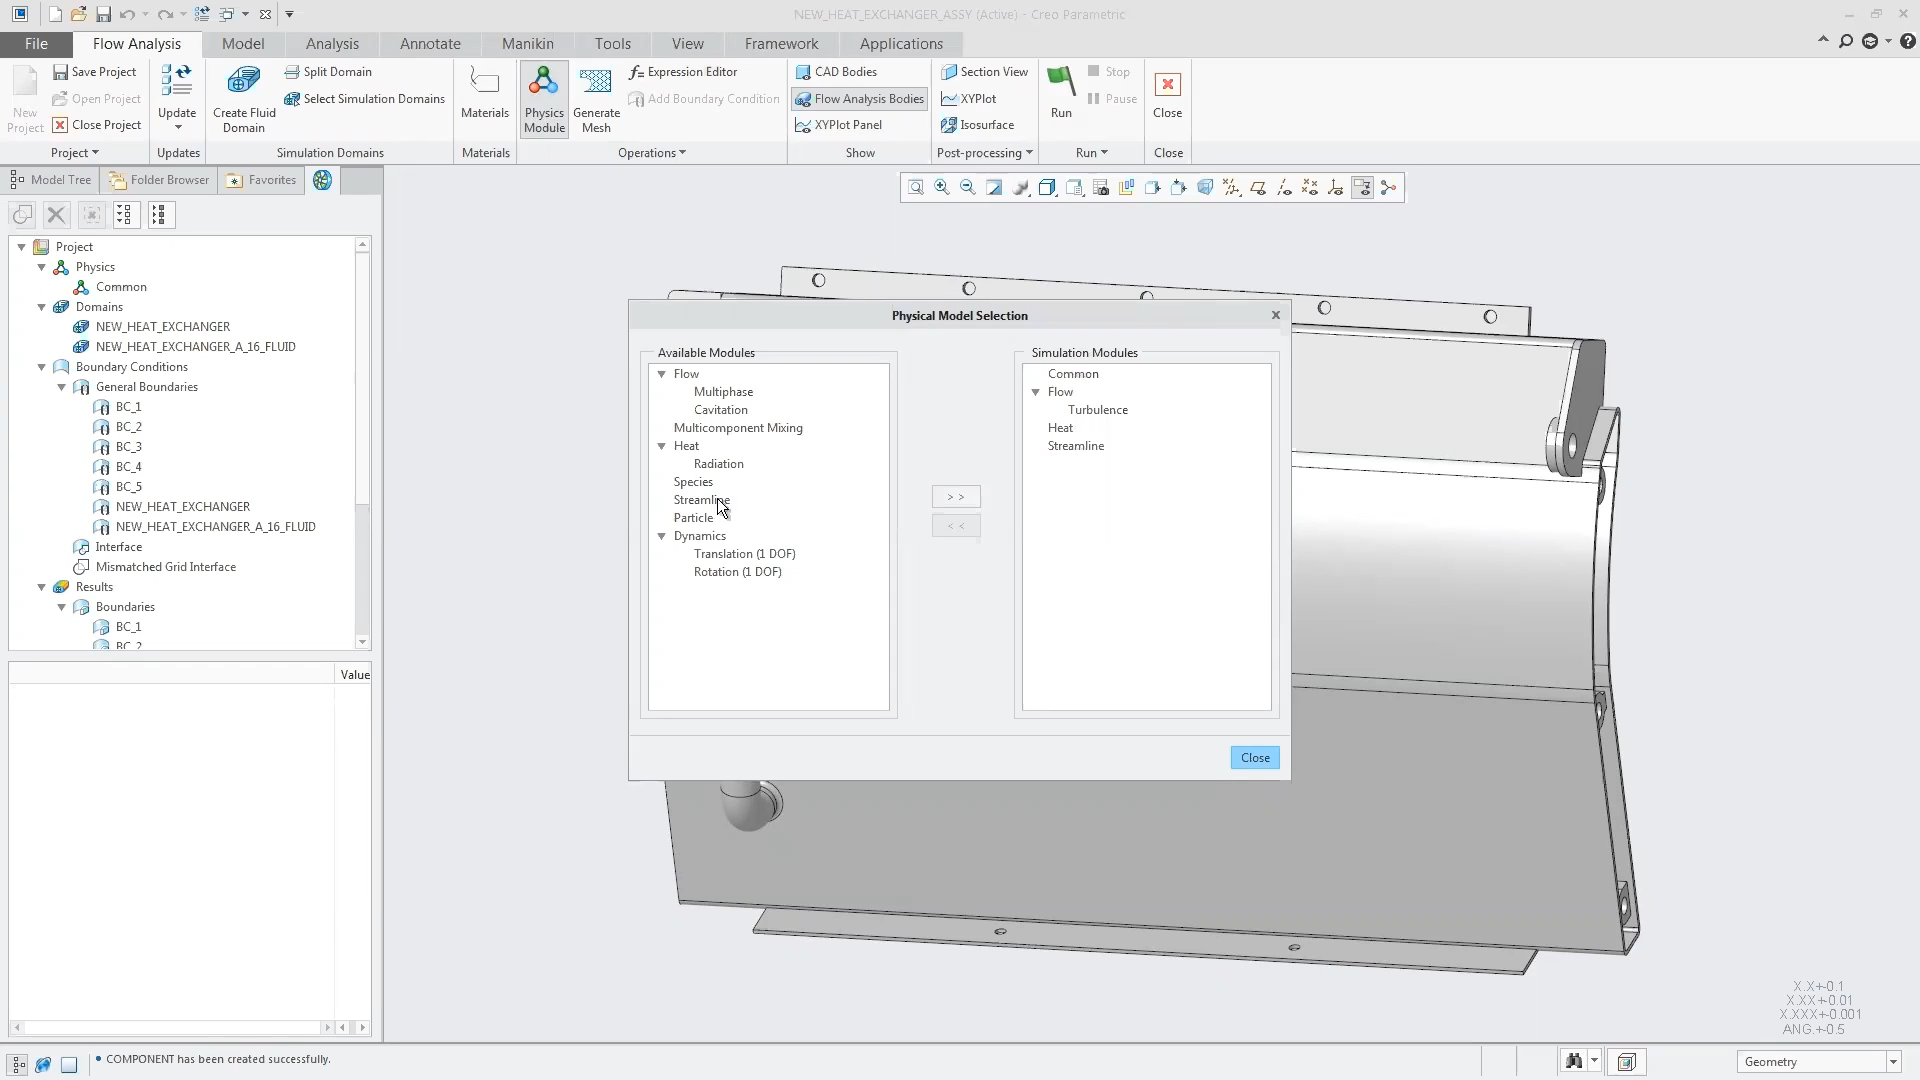 NEW_HEAT_EXCHANGER_ASSY (Active) - Creo Parametric
File
Flow Analysis
Model
Analysis
Annotate
Manikin
Tools
View
Framework
Applications
New Project
Save Project
Open Project
Close Project
Project
Update
Updates
Create Fluid Domain
Split Domain
Select Simulation Domains
Simulation Domains
Materials
Materials
Physics Module
Generate Mesh
Expression Editor
Add Boundary Condition
Operations
CAD Bodies
Flow Analysis Bodies
XYPlot Panel
Show
Section View
XYPlot
Isosurface
Post-processing
Run
Stop
Pause
Run
Close
Close
Model Tree
Folder Browser
Favorites
Project
Physics
Common
Domains
NEW_HEAT_EXCHANGER
NEW_HEAT_EXCHANGER_A_16_FLUID
Boundary Conditions
General Boundaries
BC_1
BC_2
BC_3
BC_4
BC_5
NEW_HEAT_EXCHANGER
NEW_HEAT_EXCHANGER_A_16_FLUID
Interface
Mismatched Grid Interface
Results
Boundaries
BC_1
BC_2
Value
Physical Model Selection
x
Available Modules
Flow
Multiphase
Cavitation
Multicomponent Mixing
Heat
Radiation
Species
Streamline
Particle
Dynamics
Translation (1 DOF)
Rotation (1 DOF)
> >
< <
Simulation Modules
Common
Flow
Turbulence
Heat
Streamline
Close
X.X+-0.1
X.XX+-0.01
X.XXX+-0.001
ANG.+-0.5
• COMPONENT has been created successfully.
Geometry